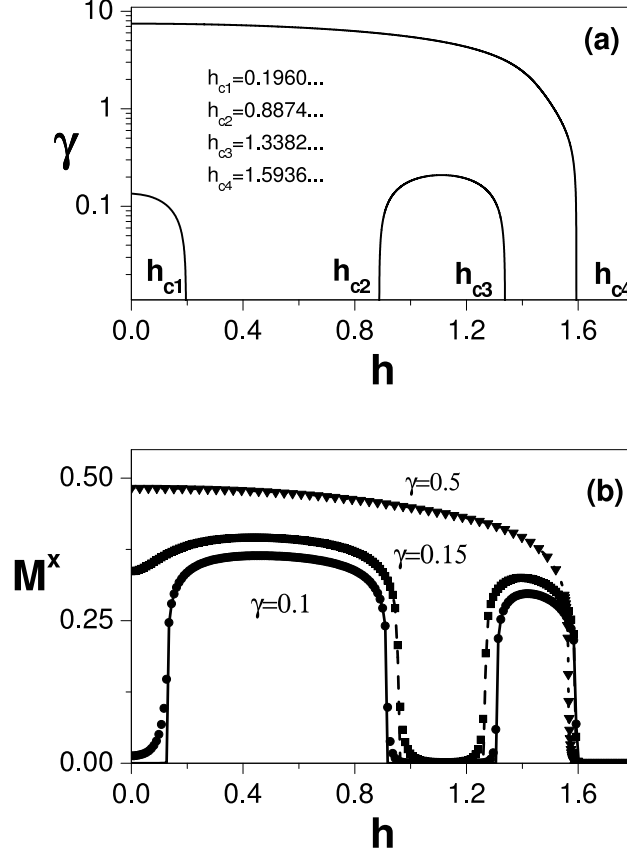 10
(a)
h_c1=0.1960...
h_c2=0.8874...
h_c3=1.3382...
h_c4=1.5936...
1
γ
0.1
h_c1 h_c2 h_c3 h_c4
0.0 0.4 0.8 1.2 1.6
h
0.50
(b)
γ=0.5
M^x
γ=0.15
γ=0.1
0.25
0.00
0.0 0.4 0.8 1.2 1.6
h